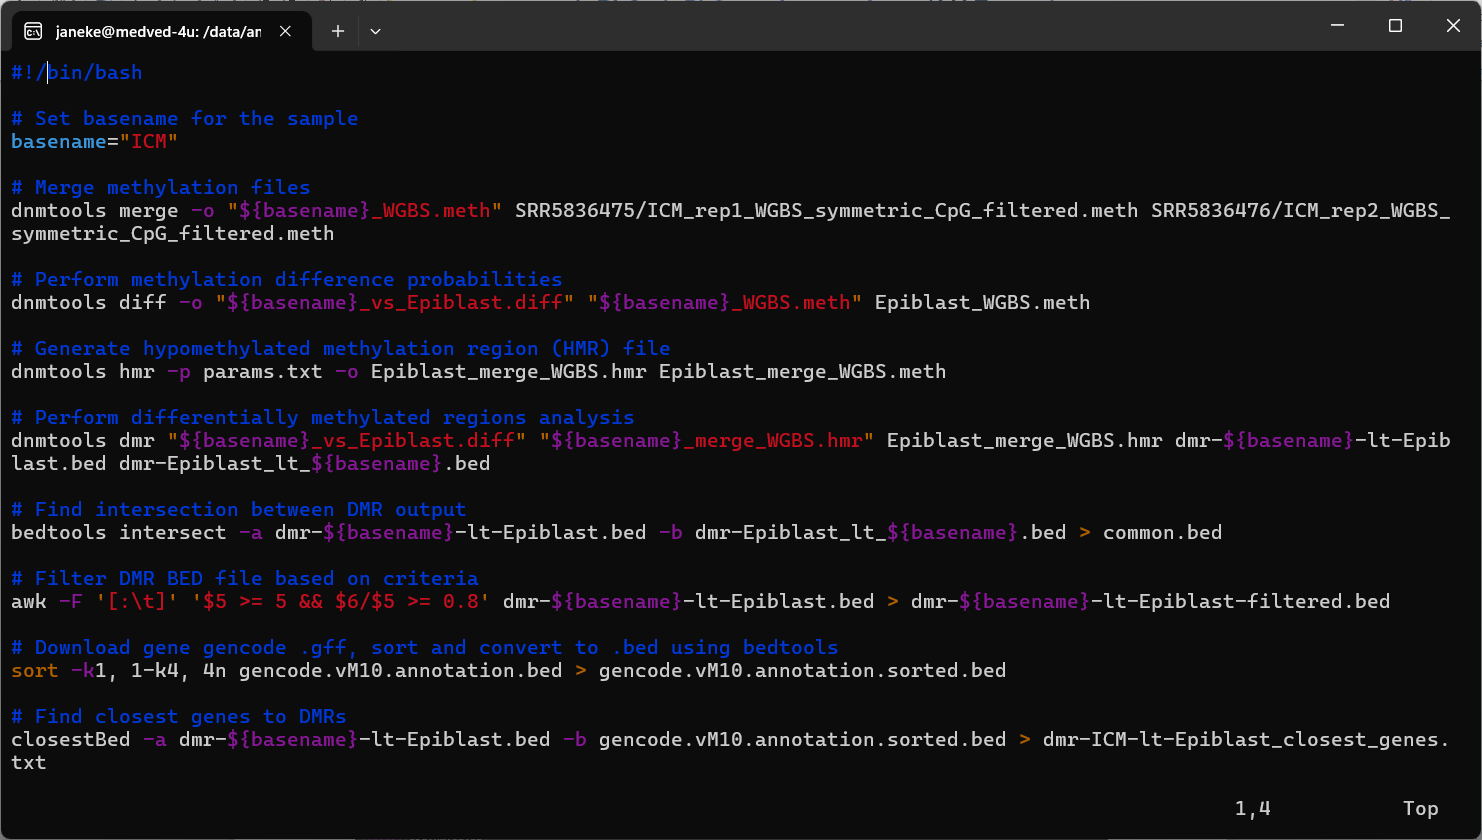 janeke@medved-4u: /data/an
#!/bin/bash
# Set basename for the sample
basename="ICM"
# Merge methylation files
dnmtools merge -o "${basename}_WGBS.meth" SRR5836475/ICM_rep1_WGBS_symmetric_CpG_filtered.meth SRR5836476/ICM_rep2_WGBS_
symmetric_CpG_filtered.meth
# Perform methylation difference probabilities
dnmtools diff -o "${basename}_vs_Epiblast.diff" "${basename}_WGBS.meth" Epiblast_WGBS.meth
# Generate hypomethylated methylation region (HMR) file
dnmtools hmr -p params.txt -o Epiblast_merge_WGBS.hmr Epiblast_merge_WGBS.meth
# Perform differentially methylated regions analysis
dnmtools dmr "${basename}_vs_Epiblast.diff" "${basename}_merge_WGBS.hmr" Epiblast_merge_WGBS.hmr dmr-${basename}-lt-Epib
last.bed dmr-Epiblast_lt_${basename}.bed
# Find intersection between DMR output
bedtools intersect -a dmr-${basename}-lt-Epiblast.bed -b dmr-Epiblast_lt_${basename}.bed > common.bed
# Filter DMR BED file based on criteria
awk -F '[:\t]' '$5 >= 5 && $6/$5 >= 0.8' dmr-${basename}-lt-Epiblast.bed > dmr-${basename}-lt-Epiblast-filtered.bed
# Download gene gencode .gff, sort and convert to .bed using bedtools
sort -k1, 1-k4, 4n gencode.vM10.annotation.bed > gencode.vM10.annotation.sorted.bed
# Find closest genes to DMRs
closestBed -a dmr-${basename}-lt-Epiblast.bed -b gencode.vM10.annotation.sorted.bed > dmr-ICM-lt-Epiblast_closest_genes.
txt
1,4 Top